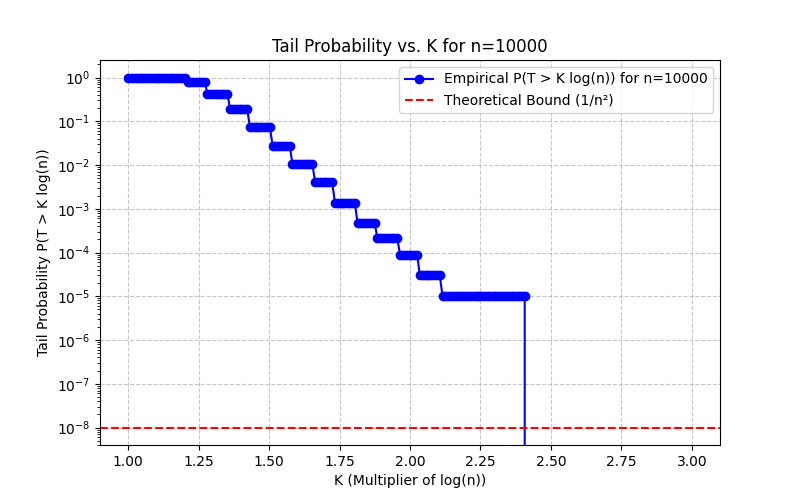 Tail Probability vs. K for n=10000
Tail Probability P(T > K log(n))
10⁰
10⁻¹
10⁻²
10⁻³
10⁻⁴
10⁻⁵
10⁻⁶
10⁻⁷
10⁻⁸
Empirical P(T > K log(n)) for n=10000
Theoretical Bound (1/n²)
1.00 1.25 1.50 1.75 2.00 2.25 2.50 2.75 3.00
K (Multiplier of log(n))